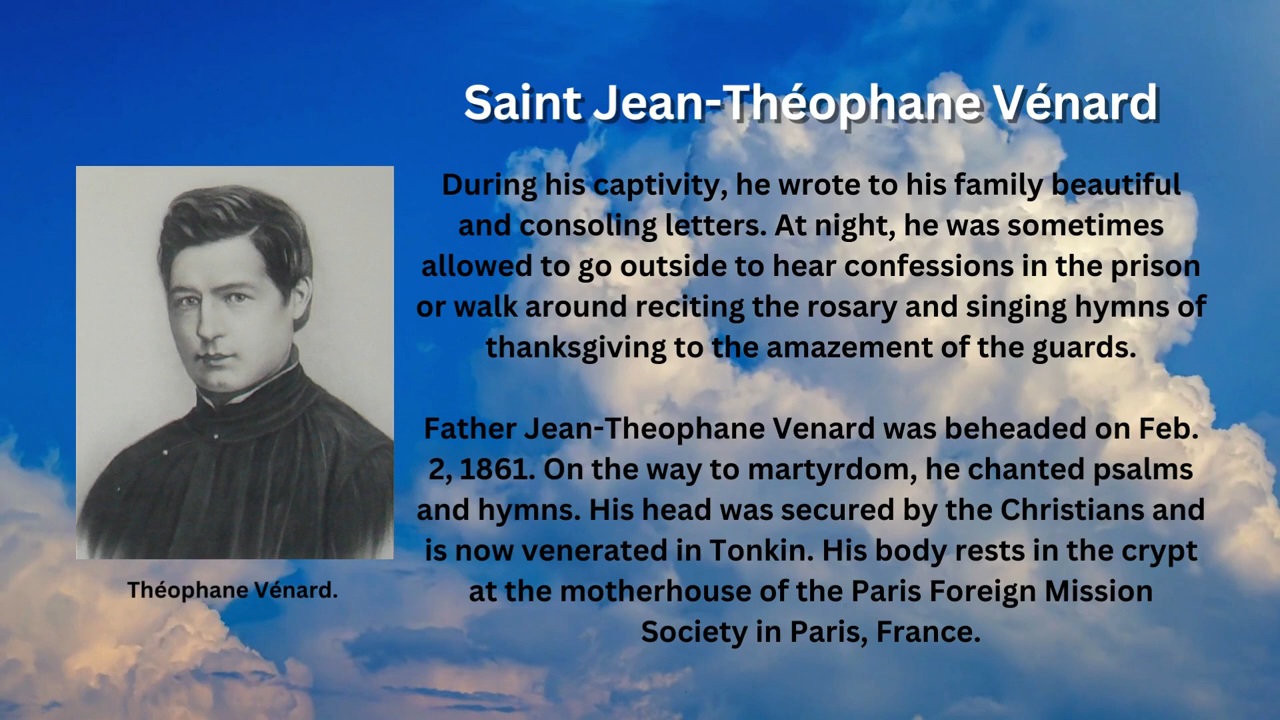 Saint Jean-Théophane Vénard
During his captivity, he wrote to his family beautiful
and consoling letters. At night, he was sometimes
allowed to go outside to hear confessions in the prison
or walk around reciting the rosary and singing hymns of
thanksgiving to the amazement of the guards.
Father Jean-Theophane Venard was beheaded on Feb.
2, 1861. On the way to martyrdom, he chanted psalms
and hymns. His head was secured by the Christians and
is now venerated in Tonkin. His body rests in the crypt
at the motherhouse of the Paris Foreign Mission
Society in Paris, France.
Théophane Vénard.